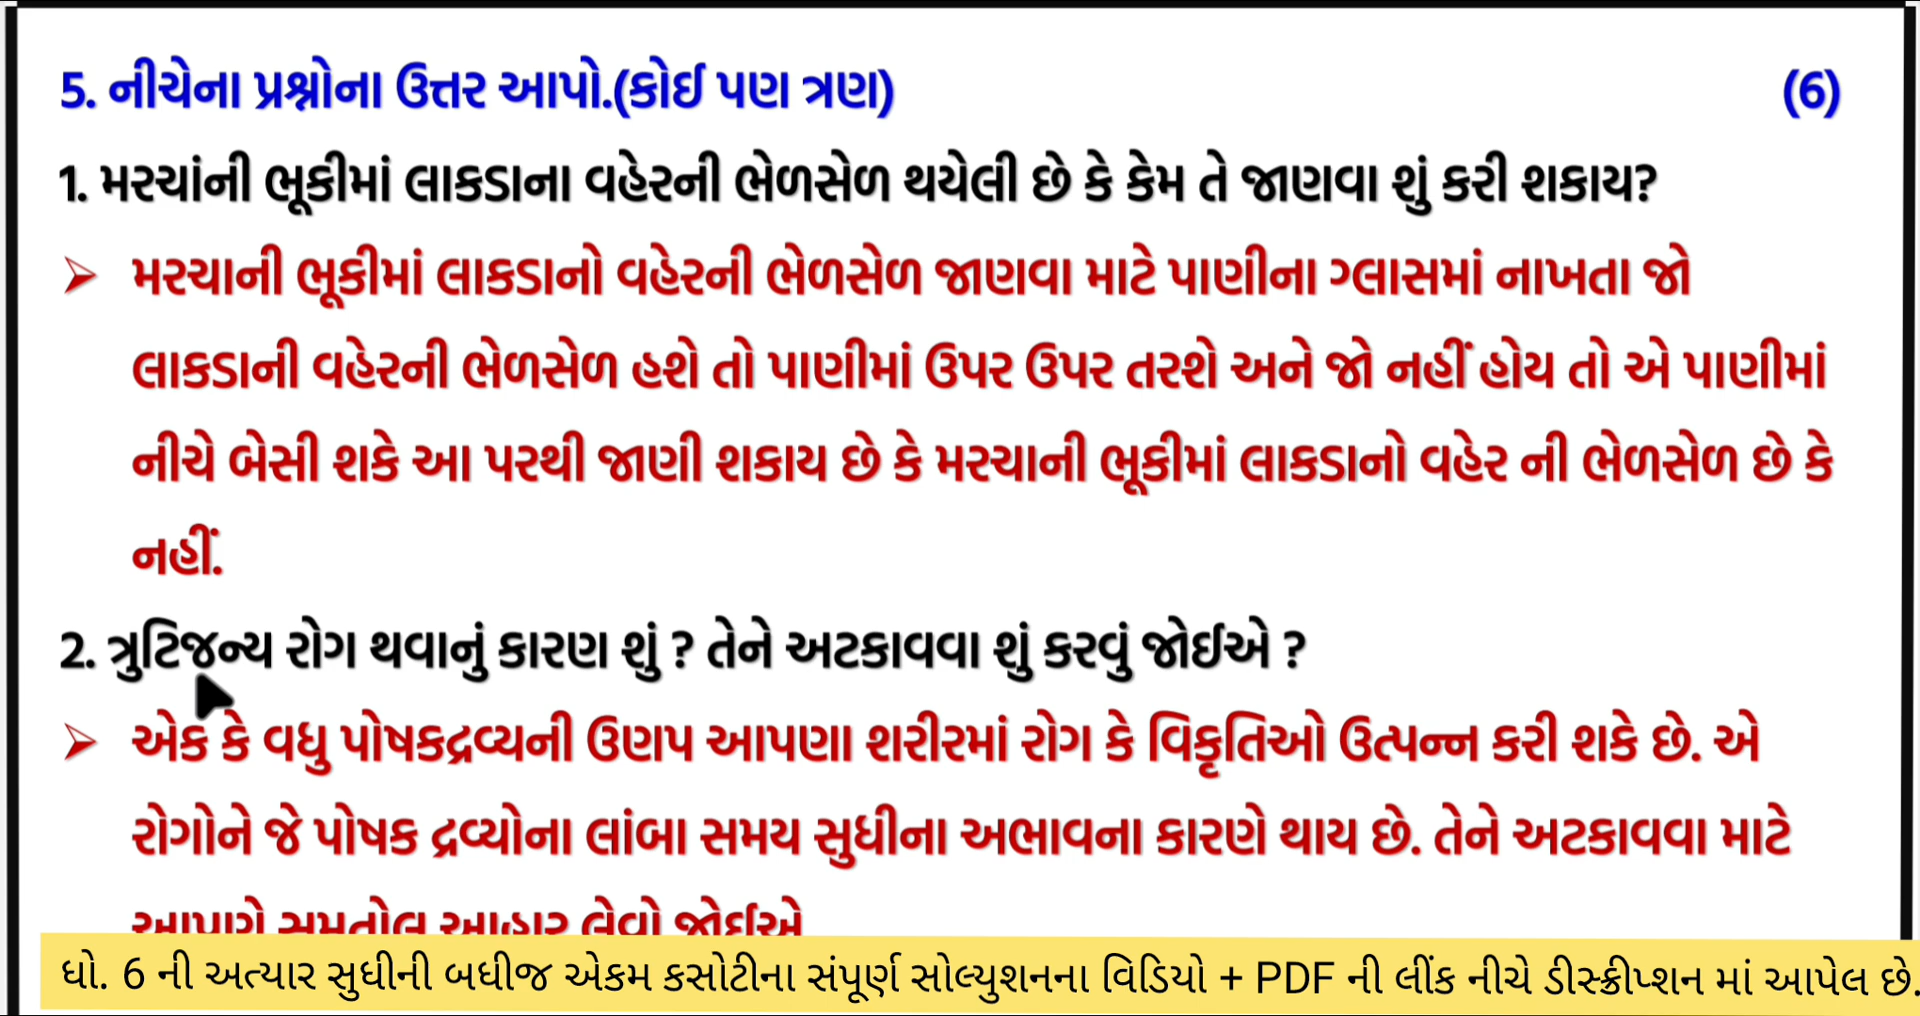 5. નીચેના પ્રશ્નોના ઉત્તર આપો.(કોઈ પણ ત્રણ) (6)
1. મરચાંની ભૂકીમાં લાકડાના વહેરની ભેળસેળ થયેલી છે કે કેમ તે જાણવા શું કરી શકાય?
➢ મરચાની ભૂકીમાં લાકડાનો વહેરની ભેળસેળ જાણવા માટે પાણીના ગ્લાસમાં નાખતા જો
લાકડાની વહેરની ભેળસેળ હશે તો પાણીમાં ઉપર ઉપર તરશે અને જો નહીં હોય તો એ પાણીમાં
નીચે બેસી શકે આ પરથી જાણી શકાય છે કે મરચાની ભૂકીમાં લાકડાનો વહેર ની ભેળસેળ છે કે
નહીં.
2. ત્રુટિજન્ય રોગ થવાનું કારણ શું ? તેને અટકાવવા શું કરવું જોઈએ ?
➢ એક કે વધુ પોષકદ્રવ્યની ઉણપ આપણા શરીરમાં રોગ કે વિકૃતિઓ ઉત્પન્ન કરી શકે છે. એ
રોગોને જે પોષક દ્રવ્યોના લાંબા સમય સુધીના અભાવના કારણે થાય છે. તેને અટકાવવા માટે
આપણે સમતોલ આહાર લેવો જોઈએ
ધો. 6 ની અત્યાર સુધીની બધીજ એકમ કસોટીના સંપૂર્ણ સોલ્યુશનના વિડિયો + PDF ની લીંક નીચે ડીસ્ક્રીપ્શન માં આપેલ છે.